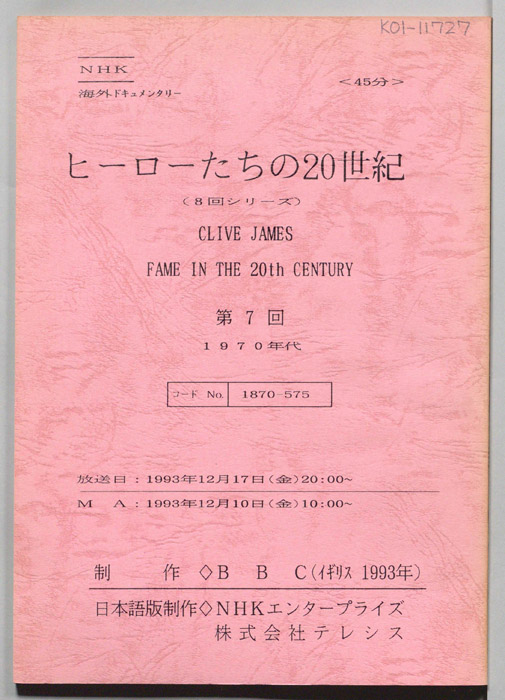 K01-11727
NHK
海外ドキュメンタリー
＜45分＞
ヒーローたちの20世紀
（８回シリーズ）
CLIVE JAMES
FAME IN THE 20th CENTURY
第 7 回
１９７０年代
コード No. 1870-575
放送日：1993年12月17日（金）20:00～
Ｍ Ａ：1993年12月10日（金）10:00～
制 作◇Ｂ Ｂ Ｃ（ｲｷﾞﾘｽ 1993年）
日本語版制作◇ＮＨＫエンタープライズ
株式会社テレシス